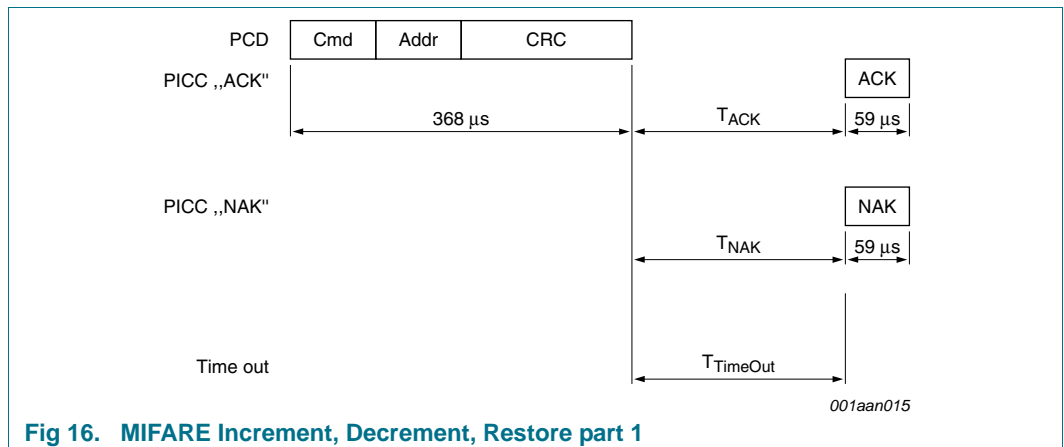 PCD Cmd Addr CRC
PICC ,,ACK" ACK
368 μs TACK 59 μs
PICC ,,NAK" NAK
TNAK 59 μs
Time out TTimeOut
001aan015
Fig 16. MIFARE Increment, Decrement, Restore part 1